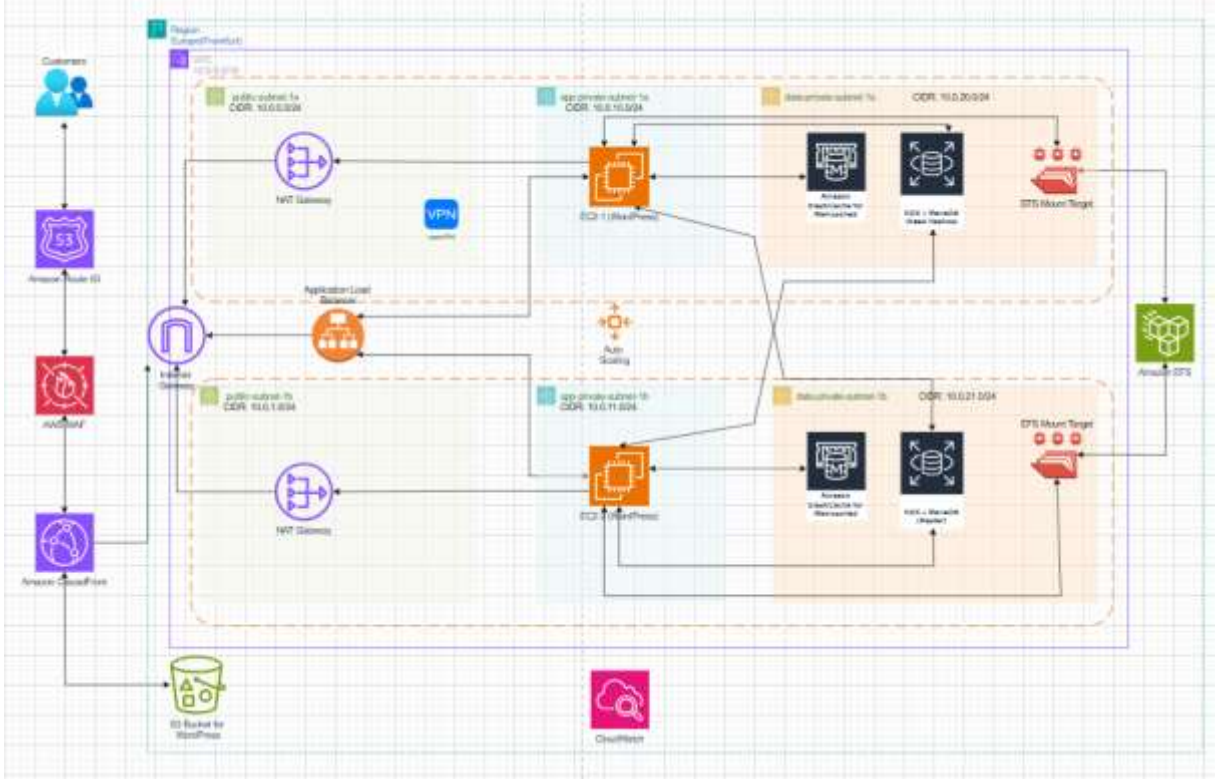 Region
Customers
public-subnet-1a
CIDR: 10.0.0.0/24
app-private-subnet-1a
CIDR: 10.0.10.0/24
data-private-subnet-1a
CIDR: 10.0.20.0/24
NAT Gateway
VPN
EC2-1 (WordPress)
Amazon
ElastiCache for
Memcached
EFS Mount Target
53
Amazon Route 53
Application Load
Balancer
Auto
Scaling
Internet
Gateway
Amazon EFS
AWS WAF
public-subnet-1b
CIDR: 10.0.1.0/24
app-private-subnet-1b
CIDR: 10.0.11.0/24
data-private-subnet-1b
CIDR: 10.0.21.0/24
EFS Mount Target
NAT Gateway
EC2-2 (WordPress)
Amazon
ElastiCache for
Memcached
(Master)
Amazon CloudFront
S3 Bucket for
WordPress
CloudWatch